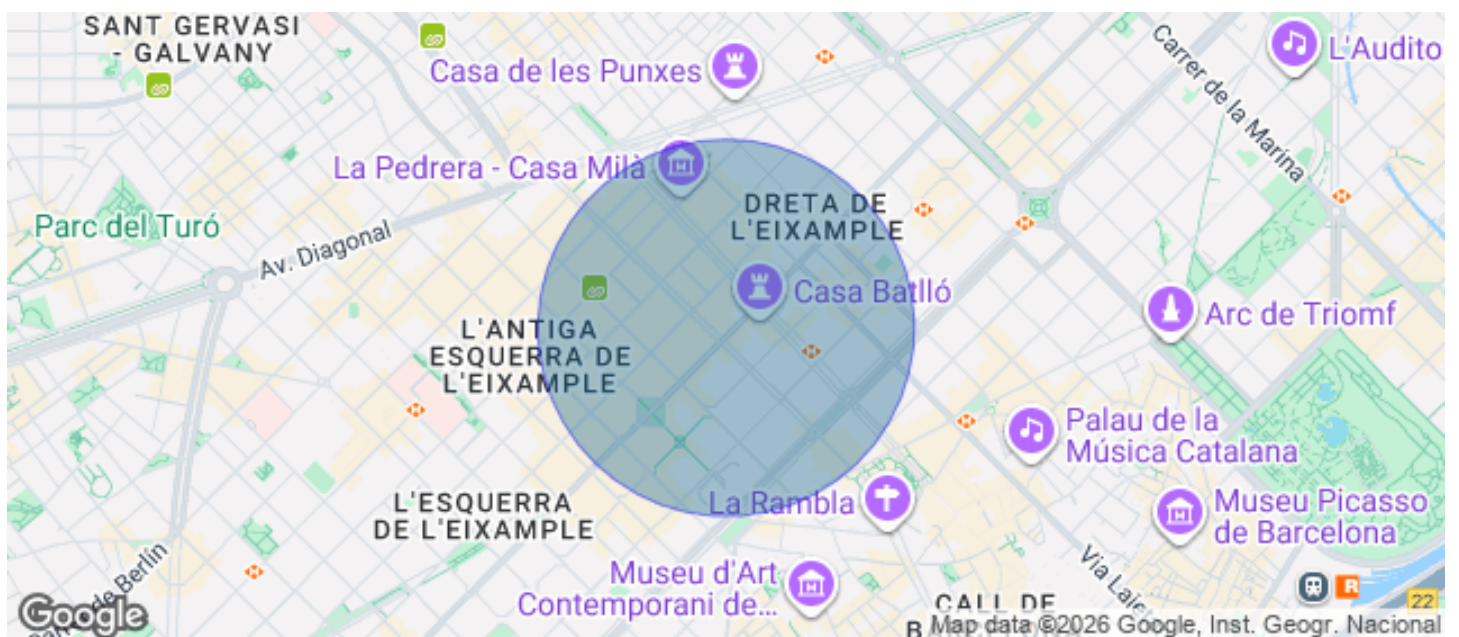 SANT GERVASI
- GALVANY
Casa de les Punxes
L'Audito
Carrer de la Marina
La Pedrera - Casa Milà
DRETA DE
L'EIXAMPLE
Parc del Turó
Av. Diagonal
Casa Batlló
Arc de Triomf
L'ANTIGA
ESQUERRA DE
L'EIXAMPLE
Palau de la
Música Catalana
L'ESQUERRA
DE L'EIXAMPLE
La Rambla
Museu Picasso
de Barcelona
Museu d'Art
Contemporani de...
Via Laiet
de Berlín
R
22
CALL DE
Google
Map data ©2026 Google, Inst. Geogr. Nacional